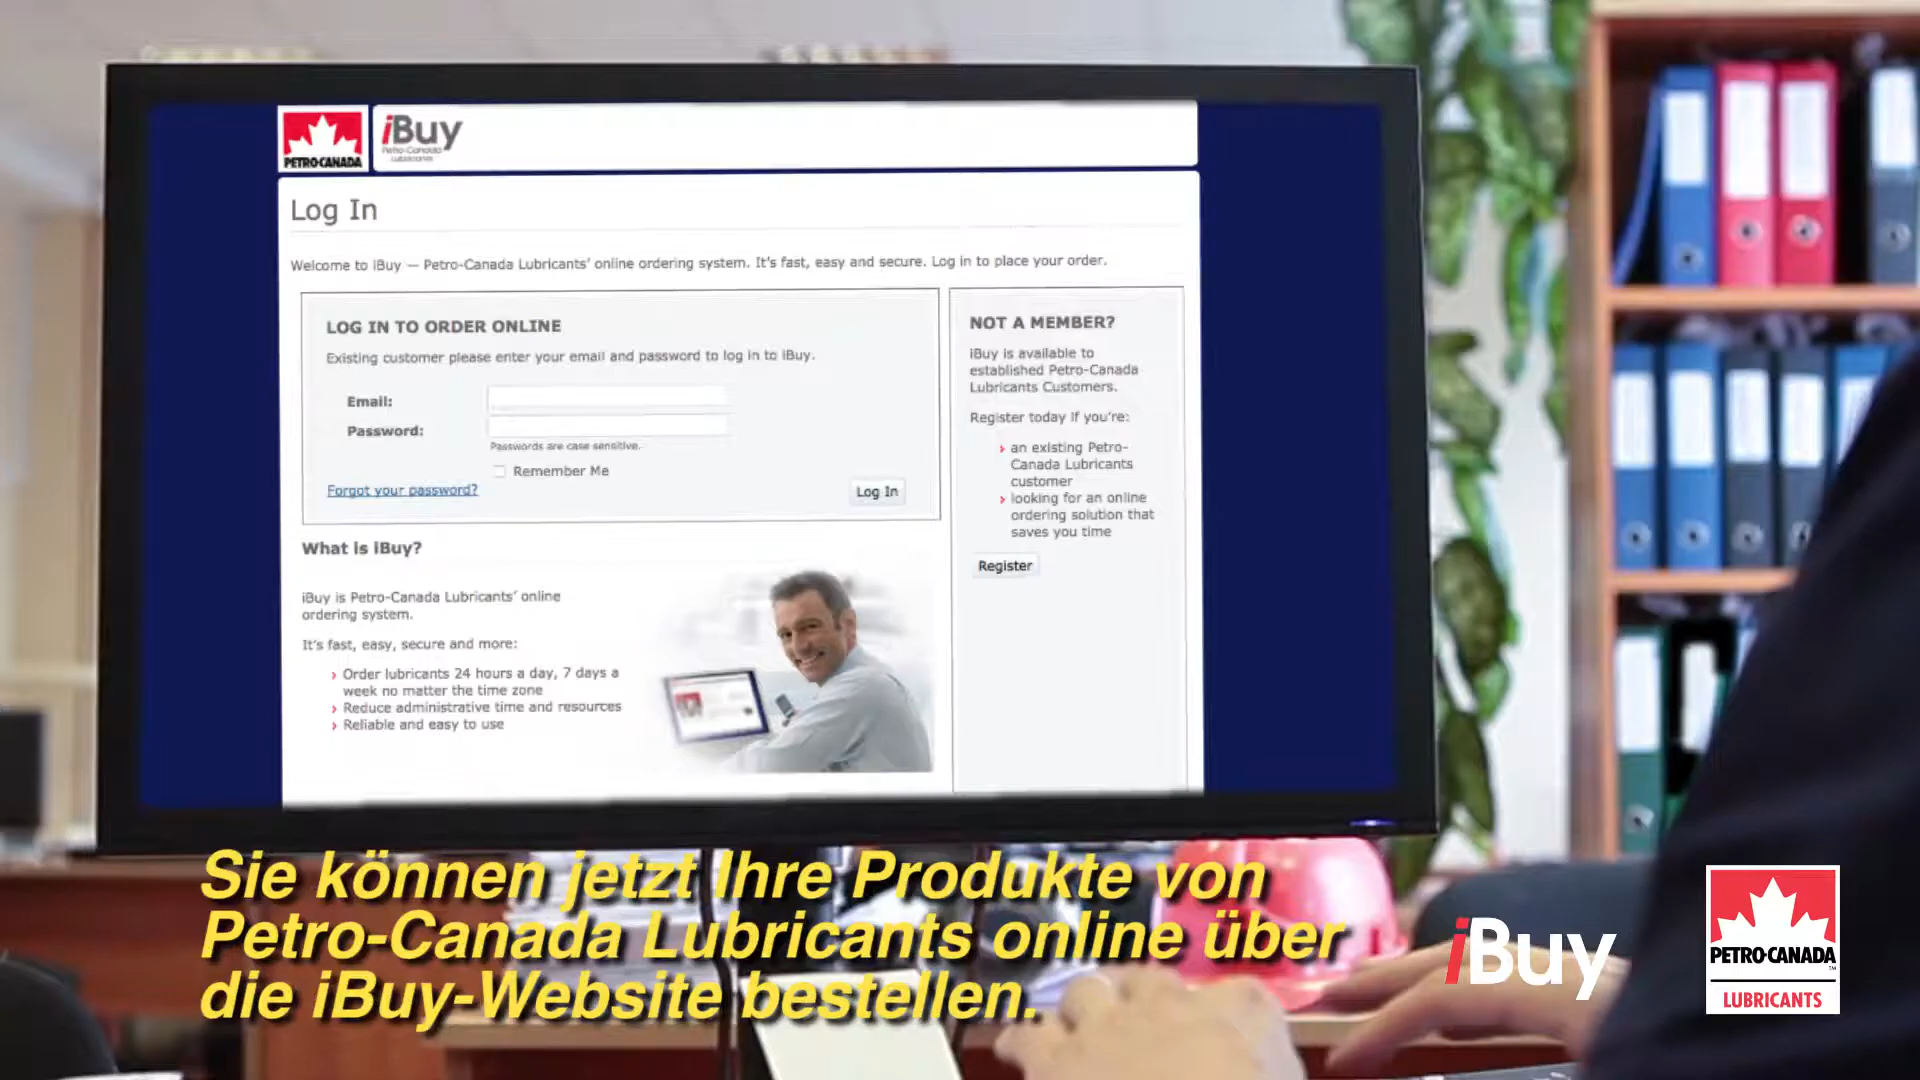 PETRO-CANADA
iBuy
Petro-Canada
Lubricants
Log In
Welcome to iBuy — Petro-Canada Lubricants' online ordering system. It's fast, easy and secure. Log in to place your order.
LOG IN TO ORDER ONLINE
Existing customer please enter your email and password to log in to iBuy.
Email:
Password:
Passwords are case sensitive.
Remember Me
Forgot your password?
Log In
NOT A MEMBER?
iBuy is available to
established Petro-Canada
Lubricants Customers.
Register today if you're:
an existing Petro-
Canada Lubricants
customer
looking for an online
ordering solution that
saves you time
Register
What is iBuy?
iBuy is Petro-Canada Lubricants' online
ordering system.
It's fast, easy, secure and more:
Order lubricants 24 hours a day, 7 days a
week no matter the time zone
Reduce administrative time and resources
Reliable and easy to use
Sie können jetzt Ihre Produkte von
Petro-Canada Lubricants online über
die iBuy-Website bestellen.
iBuy
PETRO-CANADA
TM
LUBRICANTS